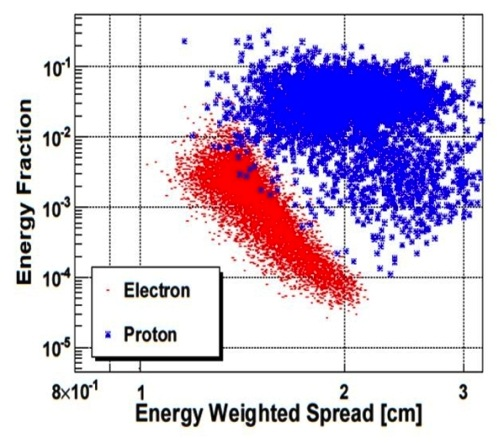 Energy Fraction
10⁻¹
10⁻²
10⁻³
10⁻⁴
10⁻⁵
Electron
Proton
8×10⁻¹ 1 2 3
Energy Weighted Spread [cm]